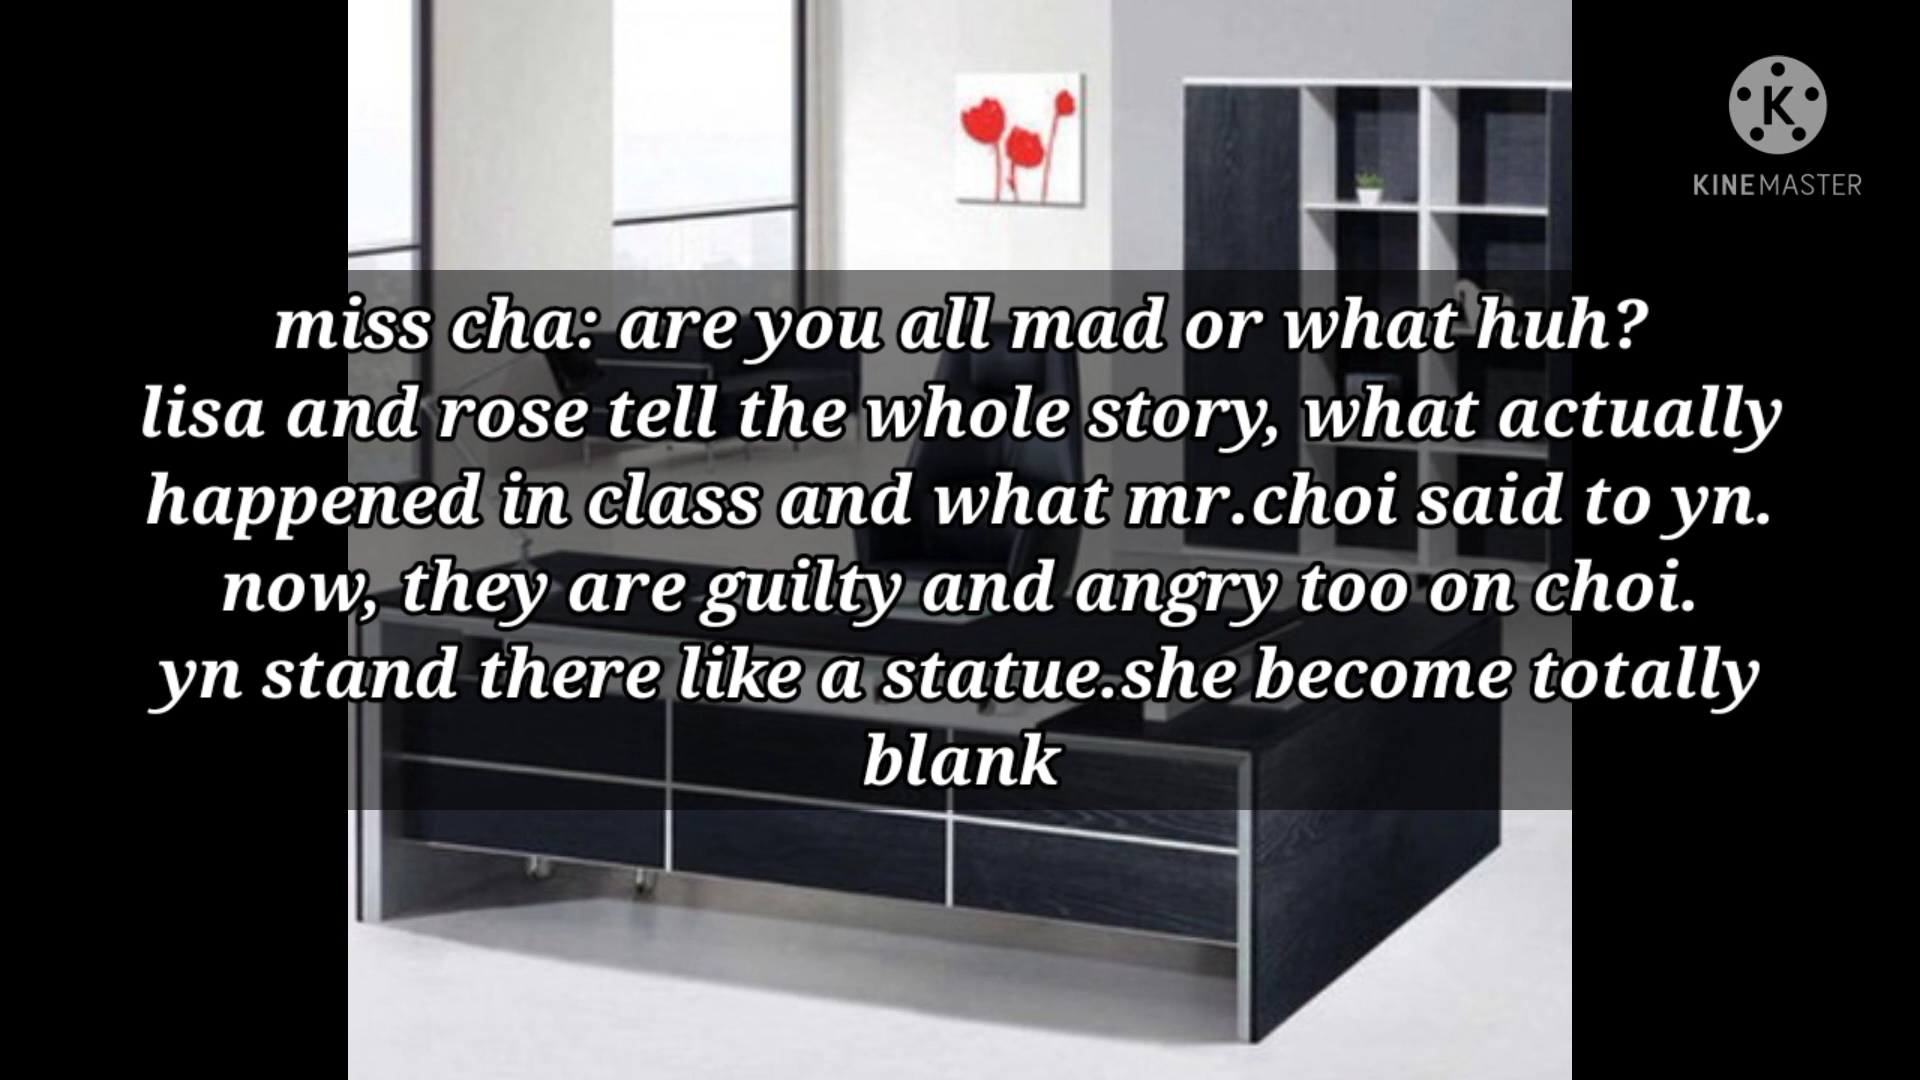 K
KINEMASTER
miss cha: are you all mad or what huh?
lisa and rose tell the whole story, what actually
happened in class and what mr.choi said to yn.
now, they are guilty and angry too on choi.
yn stand there like a statue.she become totally
blank